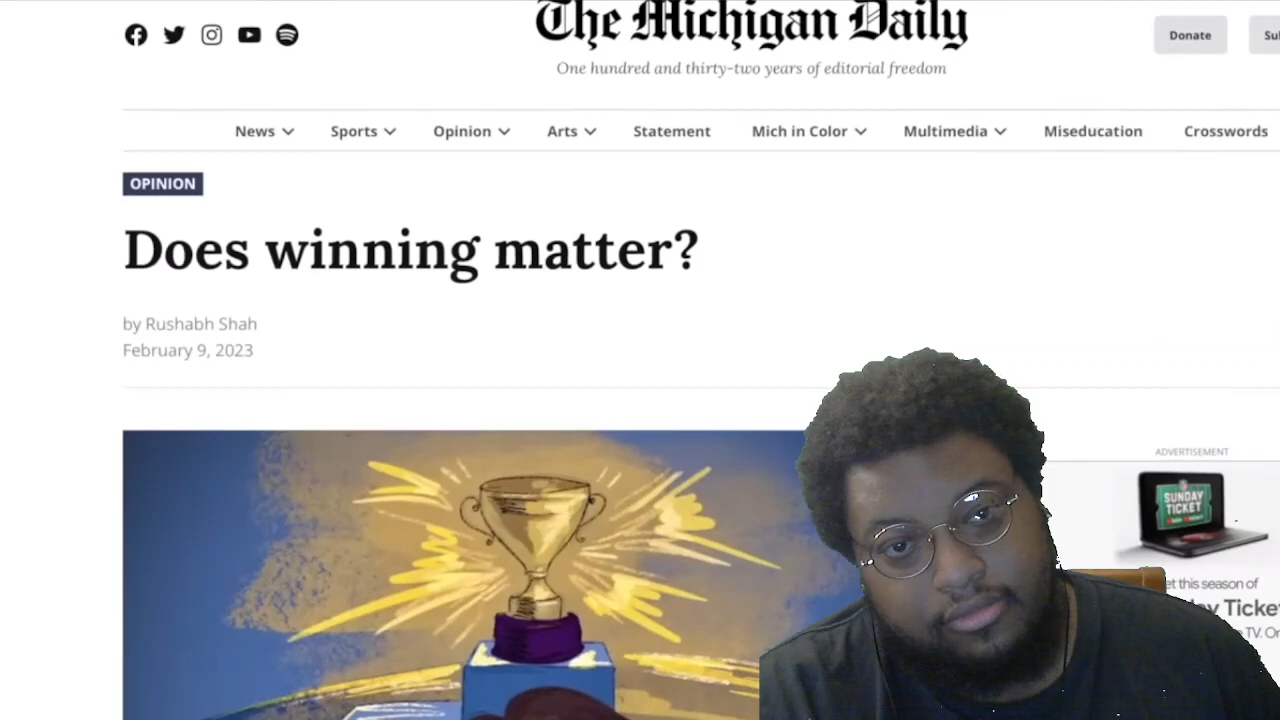 The Michigan Daily
One hundred and thirty-two years of editorial freedom
Donate
News
Sports
Opinion
Arts
Statement
Mich in Color
Multimedia
Miseducation
Crosswords
OPINION
Does winning matter?
by Rushabh Shah
February 9, 2023
ADVERTISEMENT
SUNDAY
TICKET
this season of
Ticket
TV.